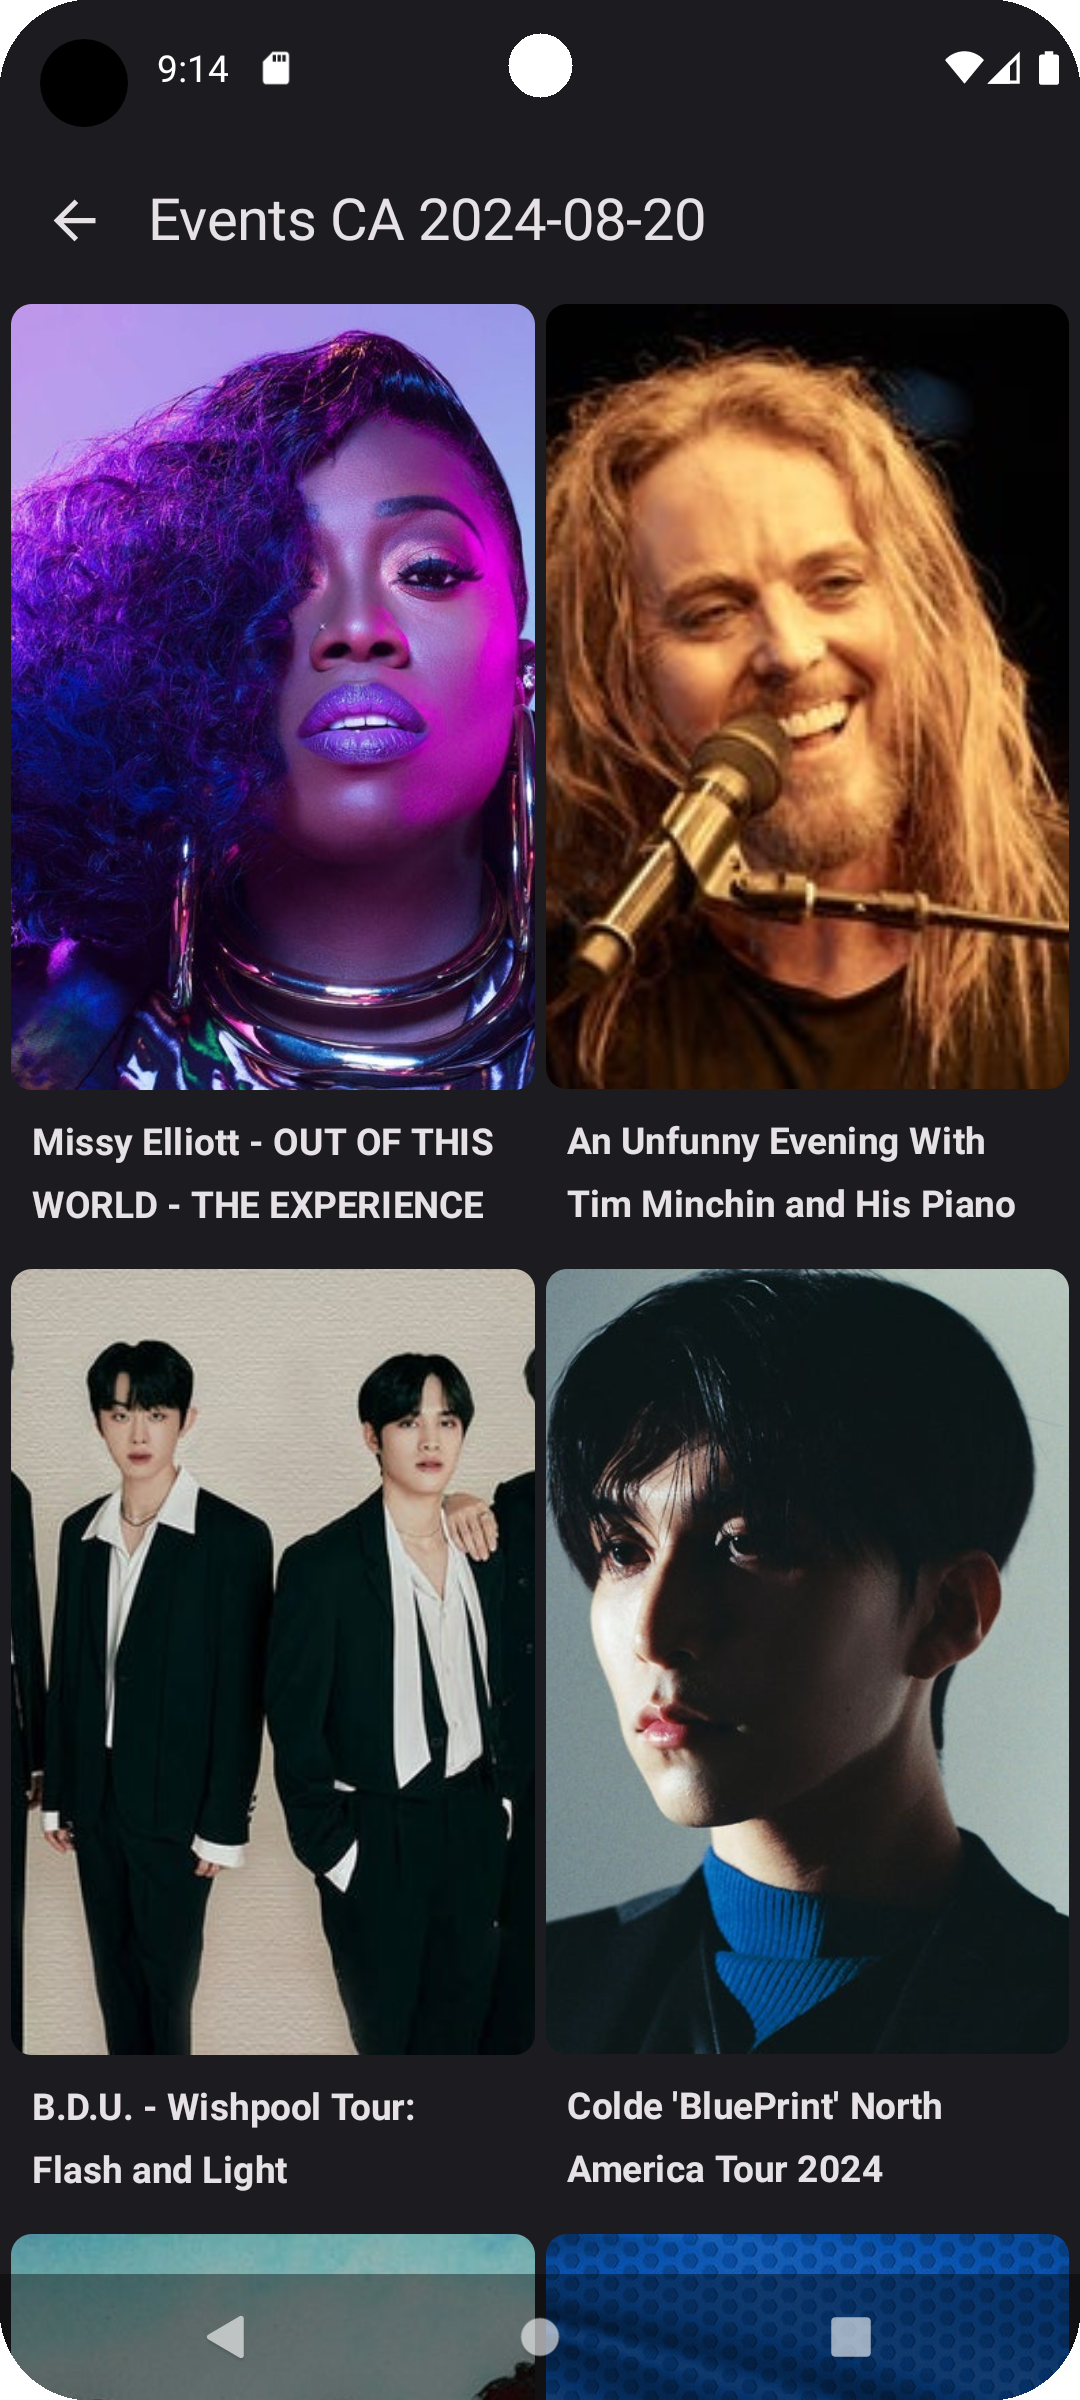 9:14
Events CA 2024-08-20
Missy Elliott - OUT OF THIS
WORLD - THE EXPERIENCE
An Unfunny Evening With
Tim Minchin and His Piano
B.D.U. - Wishpool Tour:
Flash and Light
Colde 'BluePrint' North
America Tour 2024